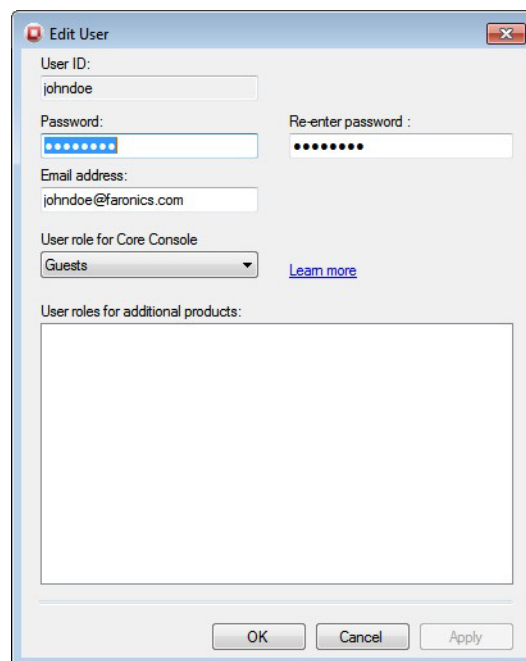 Edit User
User ID:
johndoe
Password:
Re-enter password :
●●●●●●●●
●●●●●●●●
Email address:
johndoe@faronics.com
User role for Core Console
Guests
Learn more
User roles for additional products:
OK
Cancel
Apply